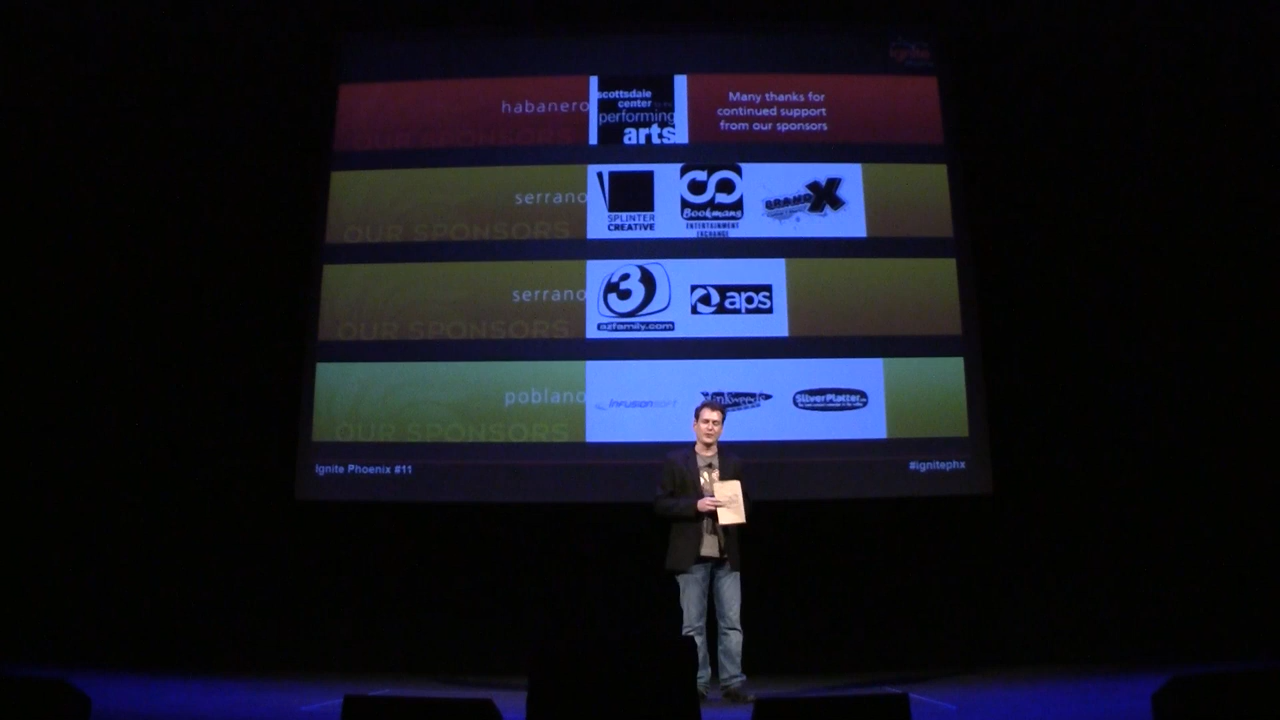 ignite
habanero
scottsdale
center for the
performing
arts
Many thanks for
continued support
from our sponsors
OUR SPONSORS
serrano
SPLINTER
CREATIVE
Bookmans
ENTERTAINMENT
EXCHANGE
BRAND X
OUR SPONSORS
serrano
3
azfamily.com
aps
OUR SPONSORS
poblano
infusionsoft
SilverPlatter
OUR SPONSORS
Ignite Phoenix #11
#ignitephx